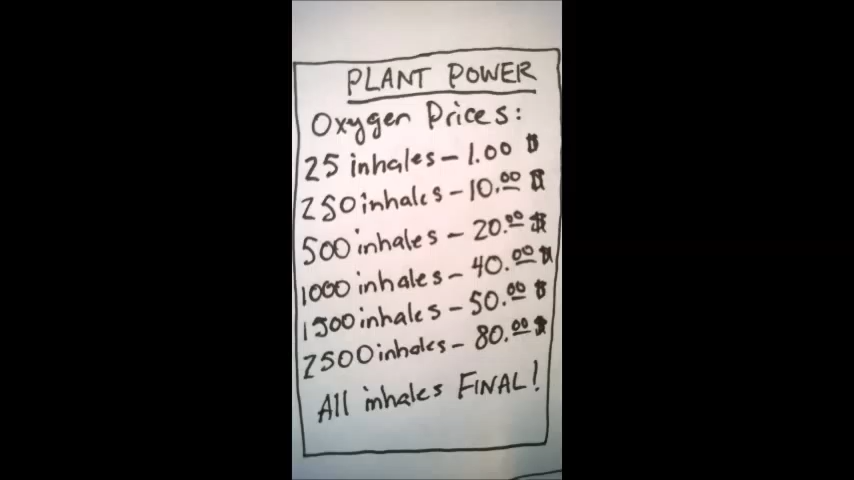 PLANT POWER
Oxygen Prices:
25 inhales - 1.00 $
250 inhales - 10.00 $
500 inhales - 20.00 $
1000 inhales - 40.00 $
1500 inhales - 50.00 $
2500 inhales - 80.00 $
All inhales FINAL!